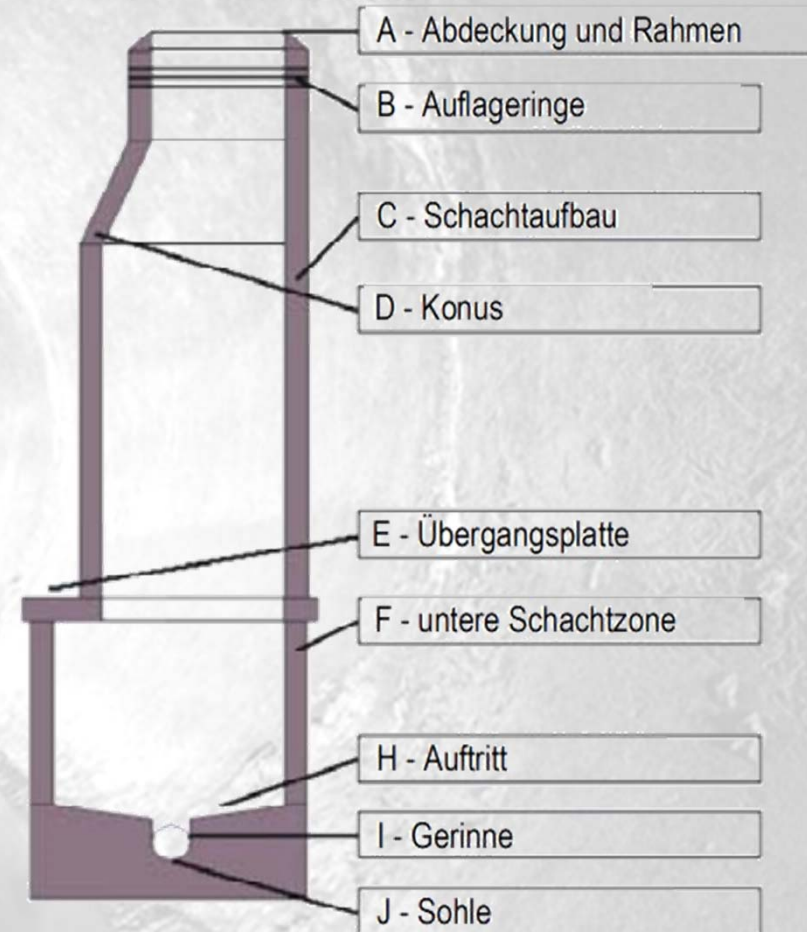 A - Abdeckung und Rahmen
B - Auflageringe
C - Schachtaufbau
D - Konus
E - Übergangsplatte
F - untere Schachtzone
H - Auftritt
I - Gerinne
J - Sohle